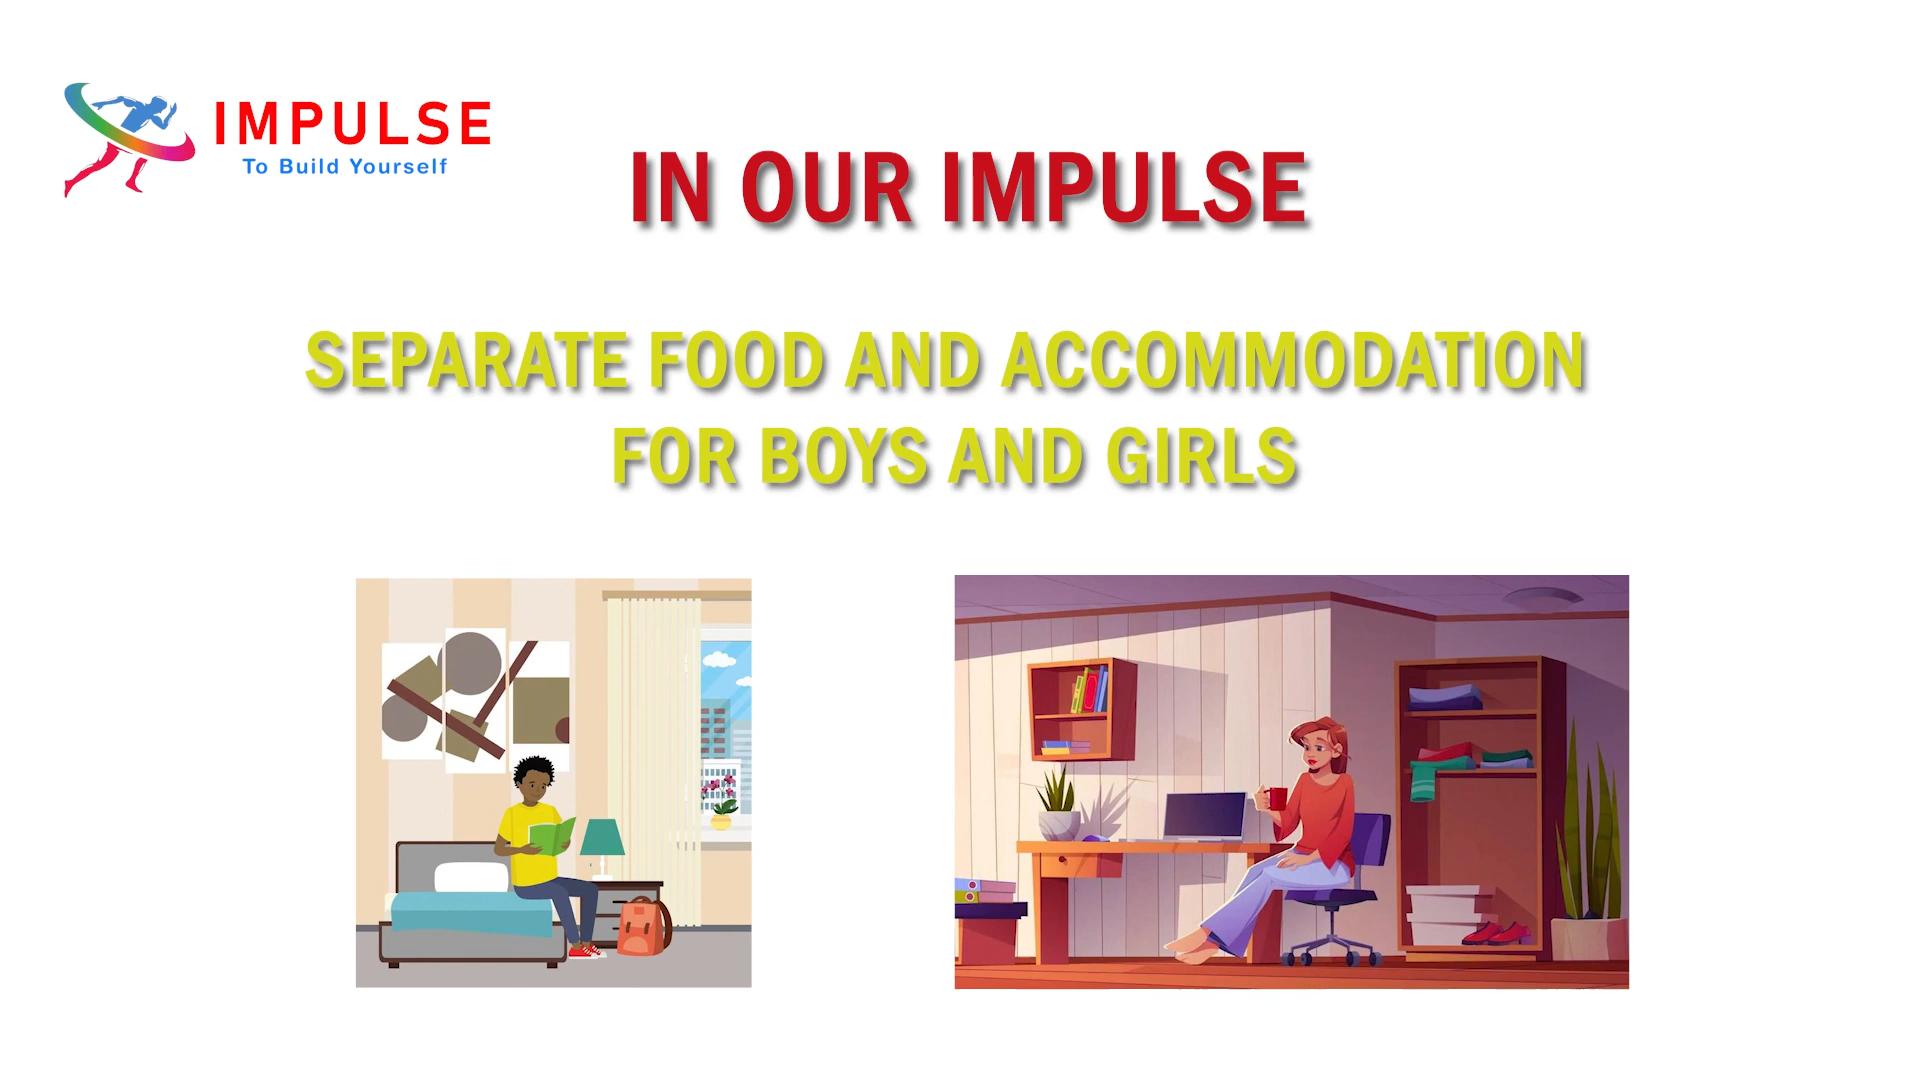 IMPULSE
To Build Yourself
IN OUR IMPULSE
SEPARATE FOOD AND ACCOMMODATION
FOR BOYS AND GIRLS